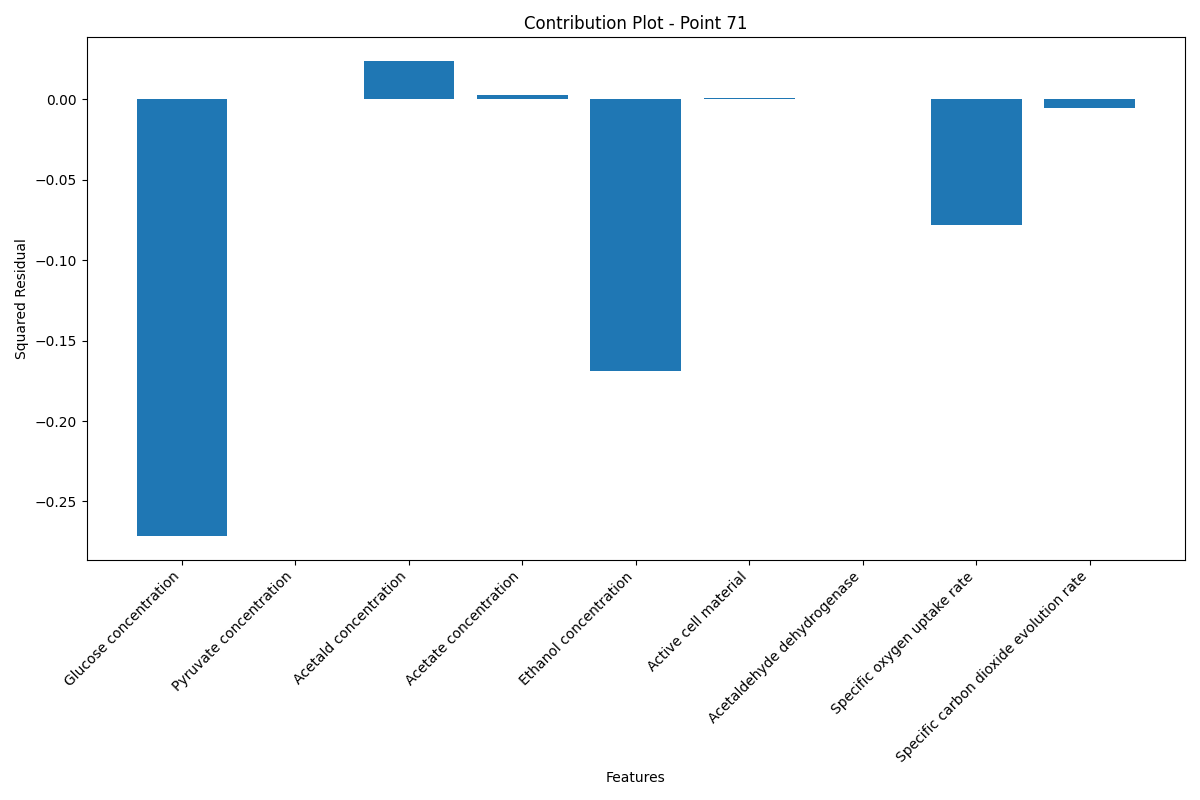 Contribution Plot - Point 71
Squared Residual
0.00
−0.05
−0.10
−0.15
−0.20
−0.25
Glucose concentration
Pyruvate concentration
Acetald concentration
Acetate concentration
Ethanol concentration
Active cell material
Acetaldehyde dehydrogenase
Specific oxygen uptake rate
Specific carbon dioxide evolution rate
Features